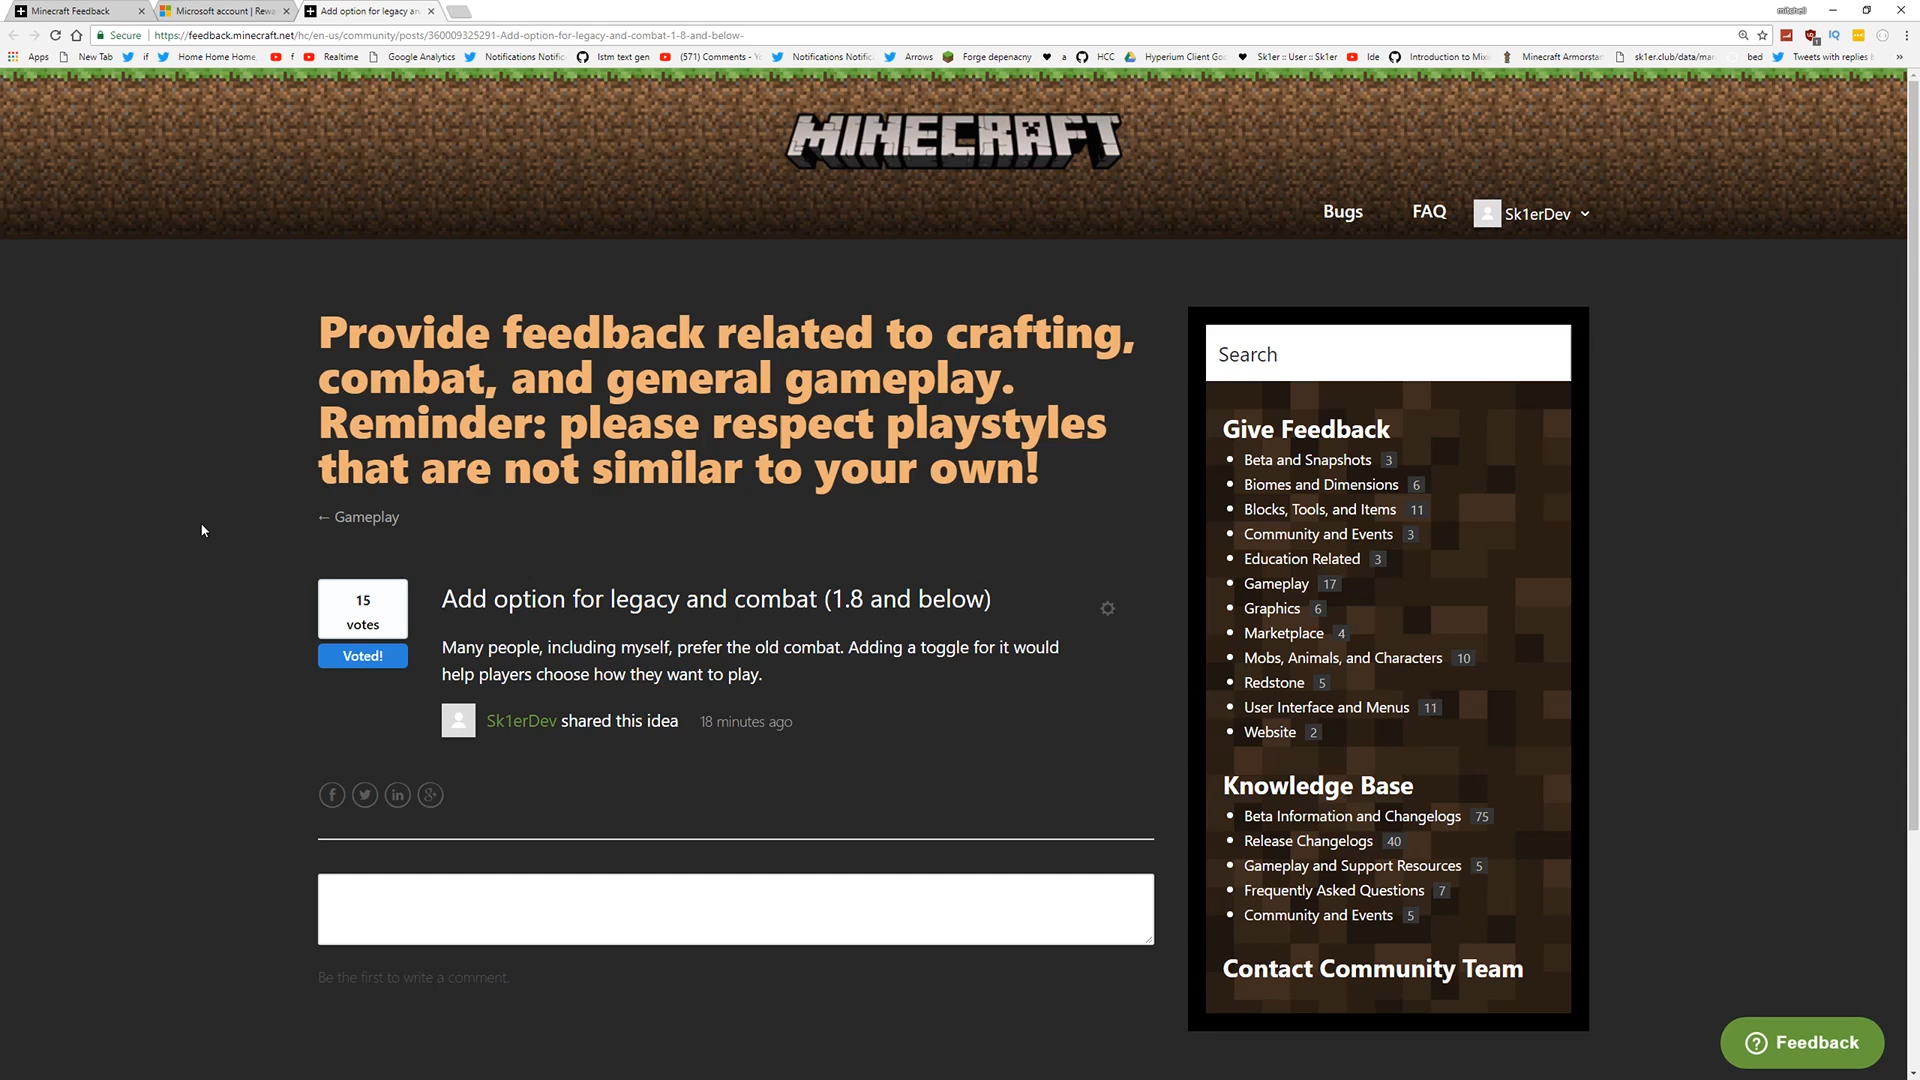 Minecraft Feedback
Microsoft account | Rew
Add option for legacy an
mitchell
Secure
https://feedback.minecraft.net/hc/en-us/community/posts/360009325291-Add-option-for-legacy-and-combat-1-8-and-below-
Apps
New Tab
if
Home Home Home
f
Realtime
Google Analytics
Notifications Notific
lstm text gen
(571) Comments - Y
Notifications Notific
Arrows
Forge depenacny
a
HCC
Hyperium Client Goo
Sk1er :: User :: Sk1er
Ide
Introduction to Mixi
Minecraft Armorstan
sk1er.club/data/man
bed
Tweets with replies
»
MINECRAFT
Bugs
FAQ
Sk1erDev
Provide feedback related to crafting,
combat, and general gameplay.
Reminder: please respect playstyles
that are not similar to your own!
← Gameplay
15
votes
Voted!
Add option for legacy and combat (1.8 and below)
Many people, including myself, prefer the old combat. Adding a toggle for it would
help players choose how they want to play.
Sk1erDev shared this idea 18 minutes ago
Be the first to write a comment.
Search
Give Feedback
Beta and Snapshots 3
Biomes and Dimensions 6
Blocks, Tools, and Items 11
Community and Events 3
Education Related 3
Gameplay 17
Graphics 6
Marketplace 4
Mobs, Animals, and Characters 10
Redstone 5
User Interface and Menus 11
Website 2
Knowledge Base
Beta Information and Changelogs 75
Release Changelogs 40
Gameplay and Support Resources 5
Frequently Asked Questions 7
Community and Events 5
Contact Community Team
Feedback